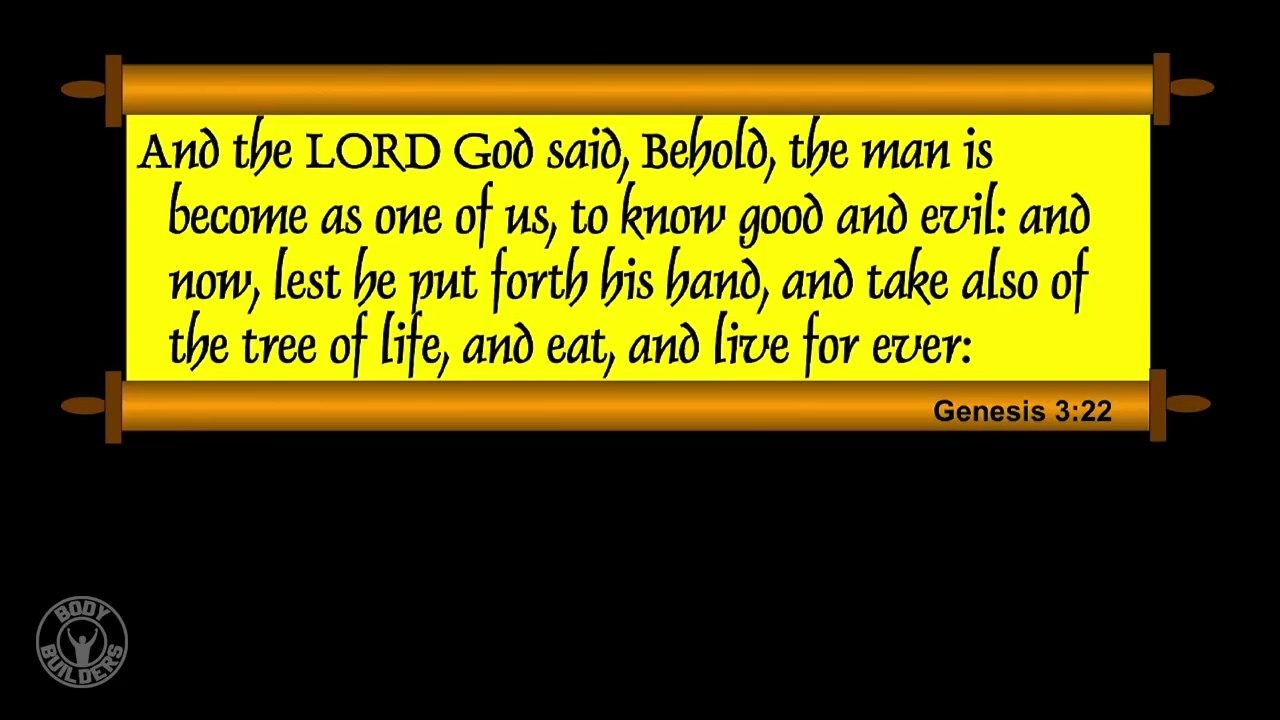 And the LORD God said, Behold, the man is
become as one of us, to know good and evil: and
now, lest he put forth his hand, and take also of
the tree of life, and eat, and live for ever:
Genesis 3:22
BODY
BUILDERS